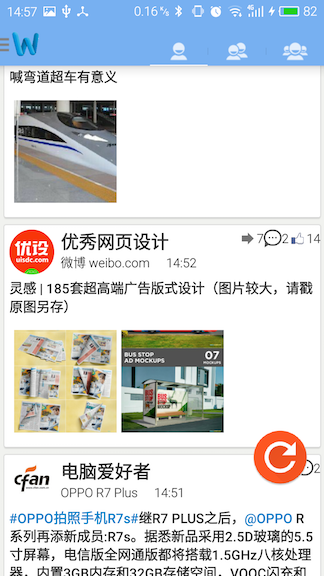 14:57 0.16K/s 4G 82
W
喊弯道超车有意义
优设
uisdc.com
优秀网页设计 7 2 14
微博 weibo.com 14:52
灵感 | 185套超高端广告版式设计（图片较大，请戳
原图另存）
BUS STOP
AD MOCKUPS
07
MOCKUPS
cfan
电脑爱好者 2
OPPO R7 Plus 14:51
#OPPO拍照手机R7s#继R7 PLUS之后，@OPPO R
系列再添新成员:R7s。据悉新品采用2.5D玻璃的5.5
寸屏幕，电信版全网通版都将搭载1.5GHz八核处理
器，内置3GB内存和32GB存储空间，VOOC闪充和